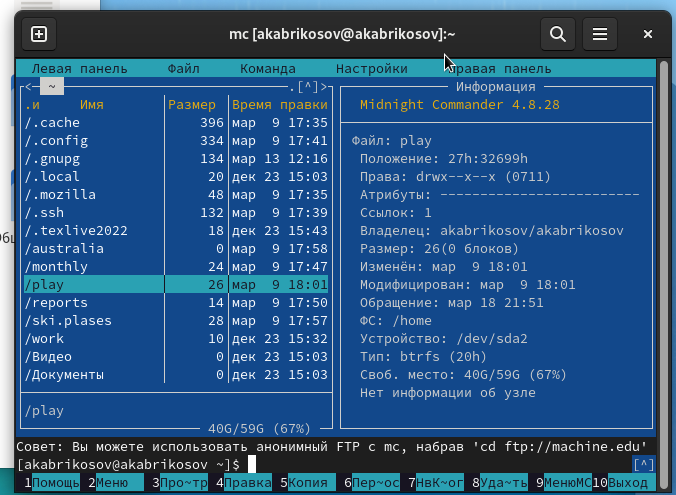 mc [akabrikosov@akabrikosov]:~
Левая панель Файл Команда Настройки Правая панель
<- ~ .[^]>
.и Имя Размер Время правки
/.cache 396 мар 9 17:35
/.config 334 мар 9 17:41
/.gnupg 134 мар 13 12:16
/.local 20 дек 23 15:03
/.mozilla 48 мар 9 17:35
/.ssh 132 мар 9 17:39
/.texlive2022 18 дек 23 15:43
/australia 0 мар 9 17:58
/monthly 24 мар 9 17:47
/play 26 мар 9 18:01
/reports 14 мар 9 17:50
/ski.plases 28 мар 9 17:57
/work 10 дек 23 15:32
/Видео 0 дек 23 15:03
/Документы 0 дек 23 15:03
/play
40G/59G (67%)
Информация
Midnight Commander 4.8.28
Файл: play
Положение: 27h:32699h
Права: drwx--x--x (0711)
Атрибуты: -------------------------
Ссылок: 1
Владелец: akabrikosov/akabrikosov
Размер: 26(0 блоков)
Изменён: мар 9 18:01
Модифицирован: мар 9 18:01
Обращение: мар 18 21:51
ФС: /home
Устройство: /dev/sda2
Тип: btrfs (20h)
Своб. место: 40G/59G (67%)
Нет информации об узле
Совет: Вы можете использовать анонимный FTP с mc, набрав 'cd ftp://machine.edu'
[akabrikosov@akabrikosov ~]$ [^]
1Помощь 2Меню 3Про~тр 4Правка 5Копия 6Пер~ос 7НвК~ог 8Уда~ть 9МенюMC 10Выход